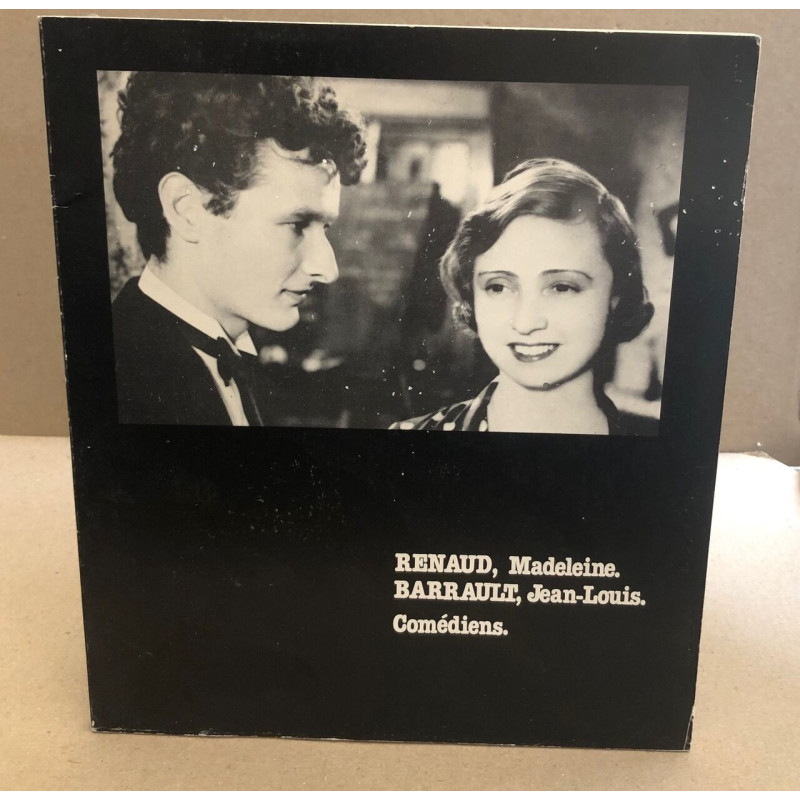 RENAUD, Madeleine.
BARRAULT, Jean-Louis.
Comédiens.